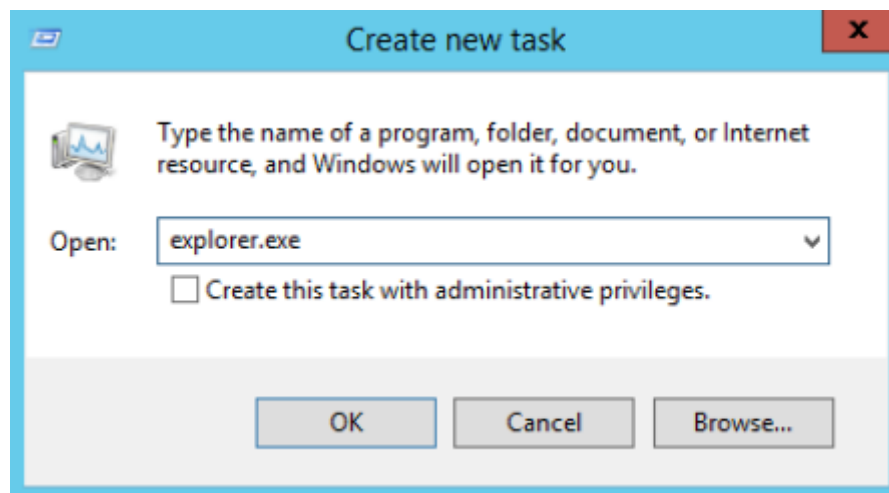 Create new task
x
Type the name of a program, folder, document, or Internet
resource, and Windows will open it for you.
Open: explorer.exe
Create this task with administrative privileges.
OK Cancel Browse...